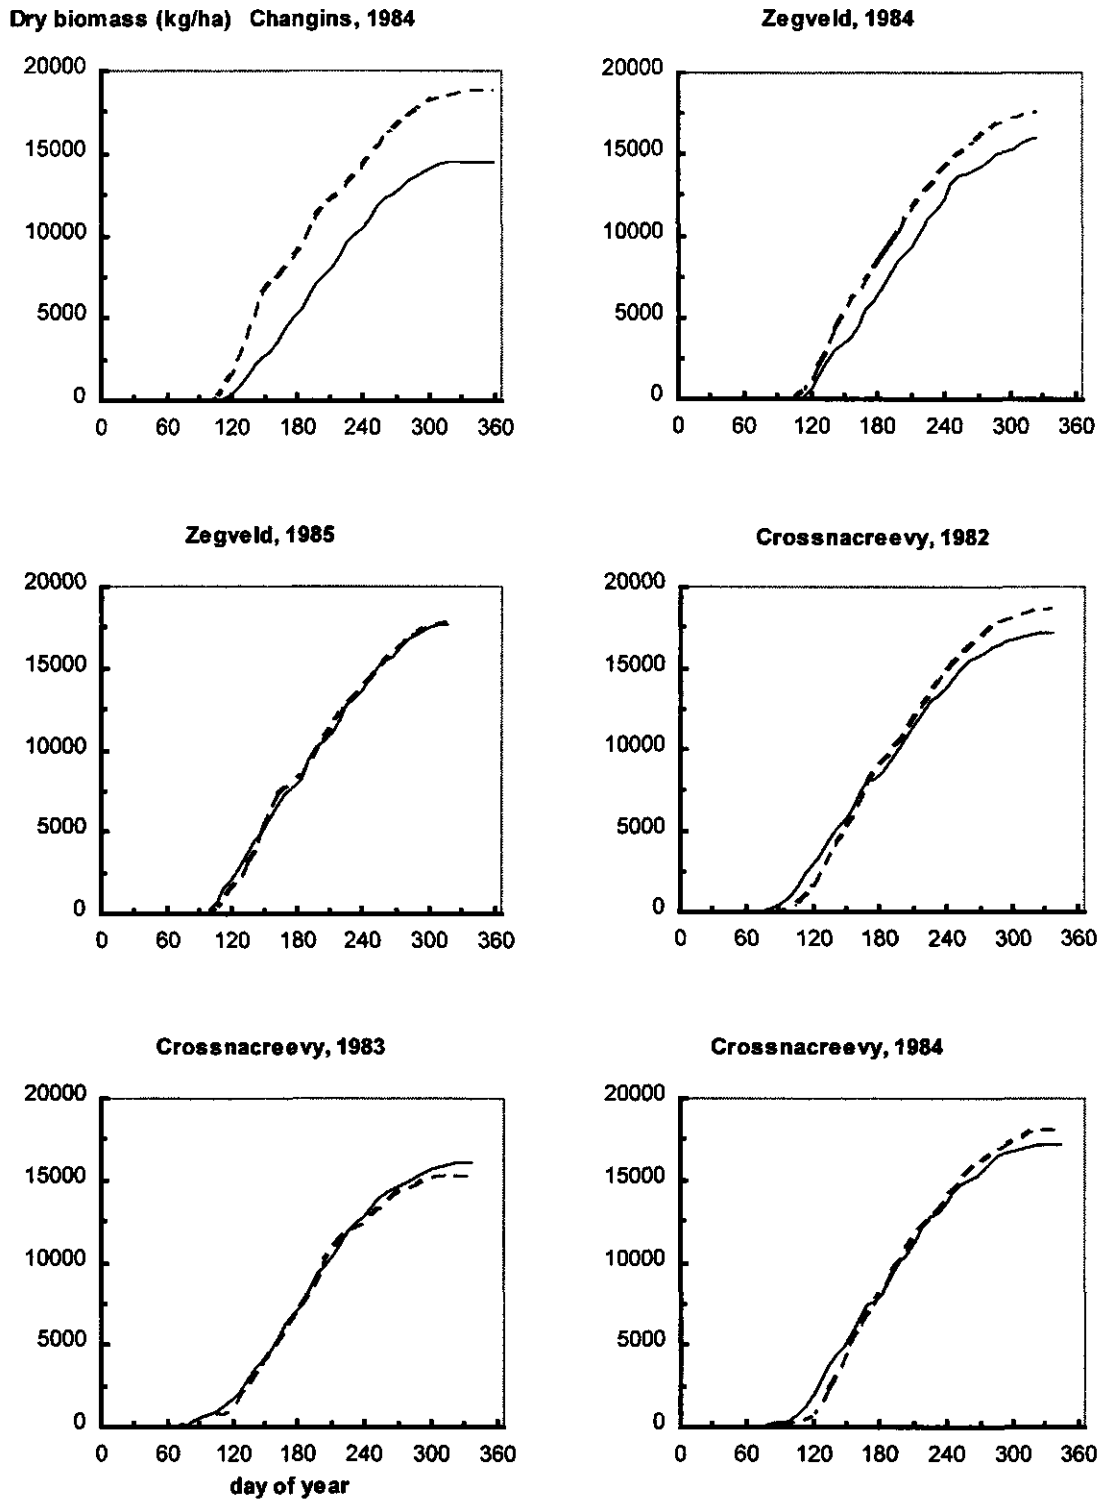 Dry biomass (kg/ha) Changins, 1984
20000
15000
10000
5000
0
0 60 120 180 240 300 360
Zegveld, 1984
20000
15000
10000
5000
0
0 60 120 180 240 300 360
Zegveld, 1985
20000
15000
10000
5000
0
0 60 120 180 240 300 360
Crossnacreevy, 1982
20000
15000
10000
5000
0
0 60 120 180 240 300 360
Crossnacreevy, 1983
20000
15000
10000
5000
0
0 60 120 180 240 300 360
day of year
Crossnacreevy, 1984
20000
15000
10000
5000
0
0 60 120 180 240 300 360